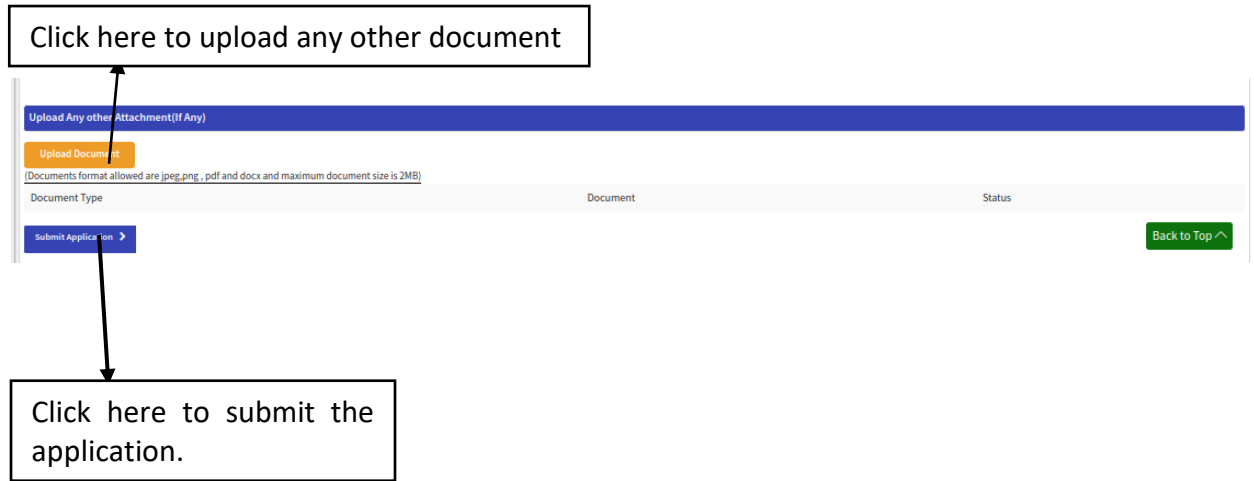 Click here to upload any other document
Upload Any other Attachment(If Any)
Upload Document
(Documents format allowed are jpeg,png , pdf and docx and maximum document size is 2MB)
Document Type Document Status
Submit Application
Back to Top
Click here to submit the
application.